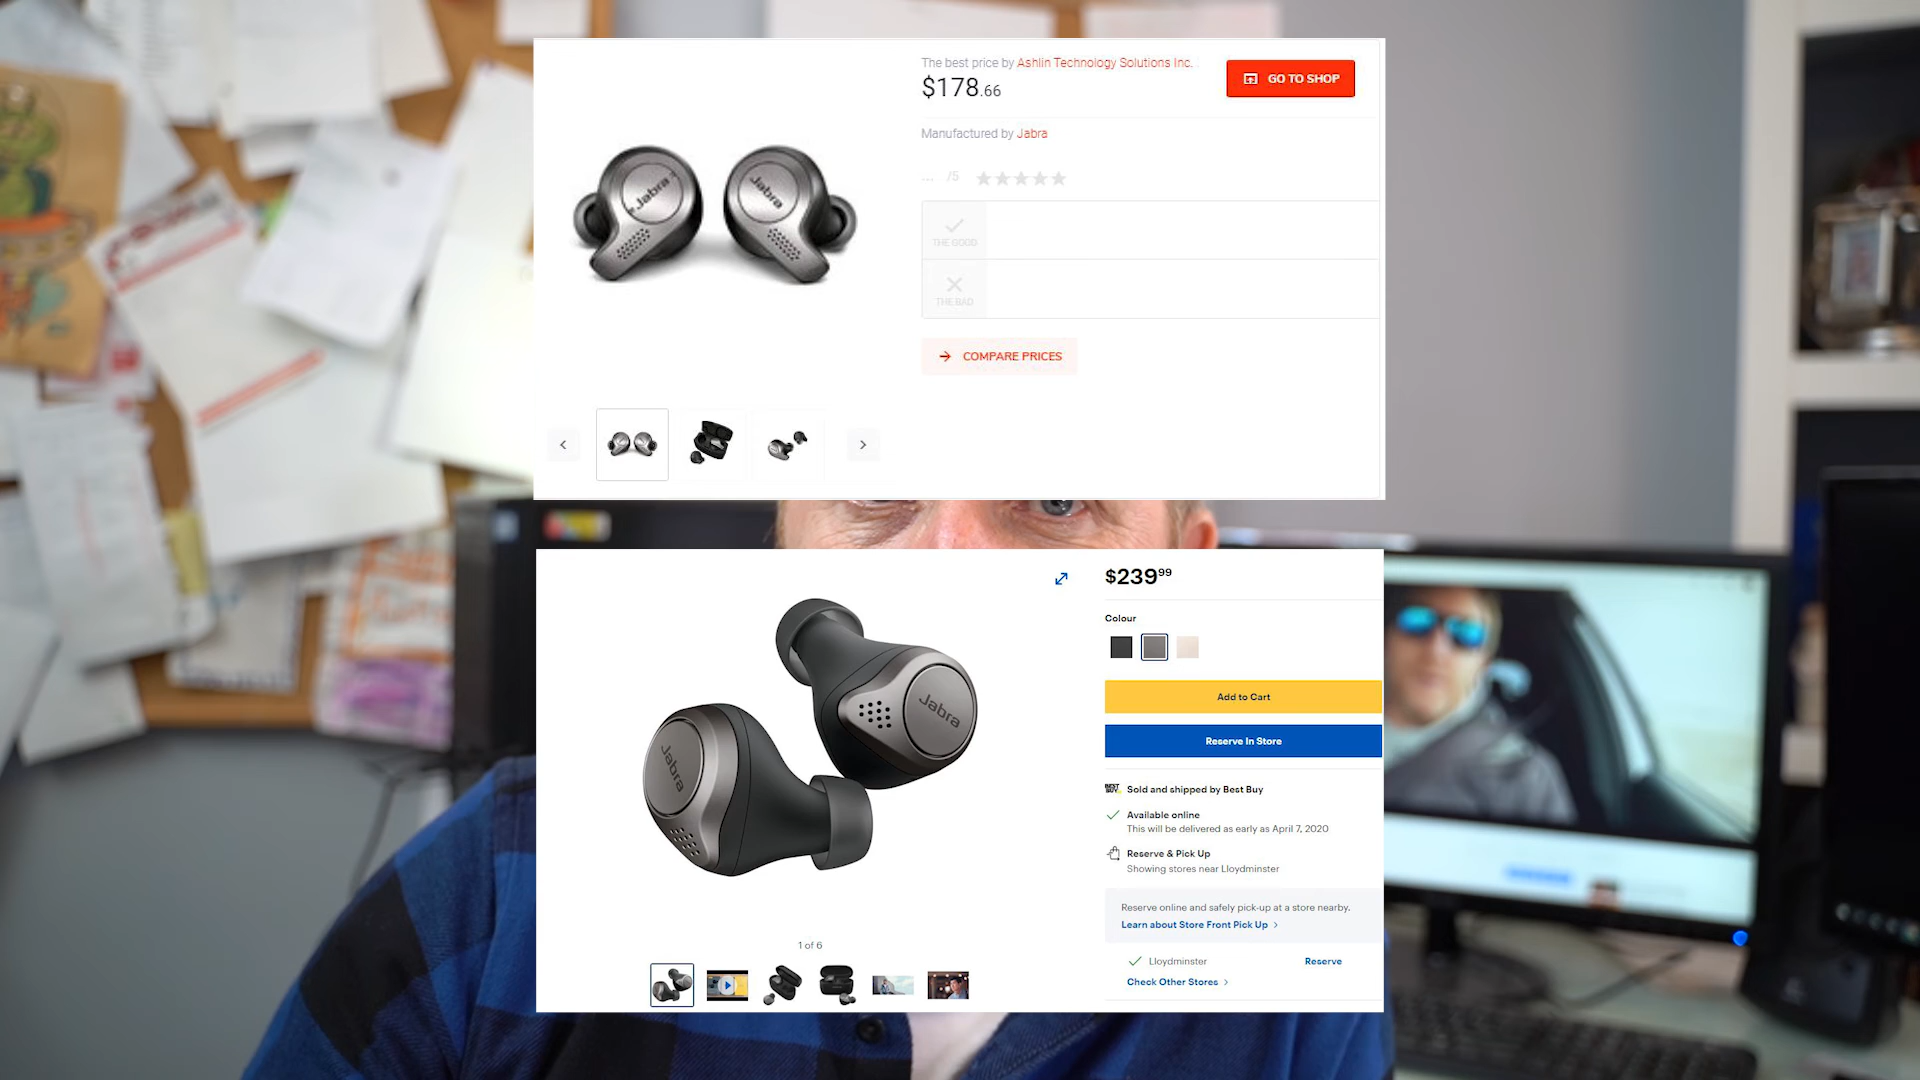 The best price by Ashlin Technology Solutions Inc.
$178.66
GO TO SHOP
Manufactured by Jabra
... /5
THE GOOD
THE BAD
COMPARE PRICES
Jabra
Jabra
$239.99
Colour
Add to Cart
Reserve In Store
BEST BUY
Sold and shipped by Best Buy
Available online
This will be delivered as early as April 7, 2020
Reserve & Pick Up
Showing stores near Lloydminster
Reserve online and safely pick-up at a store nearby.
Learn about Store Front Pick Up
Lloydminster
Reserve
Check Other Stores
Jabra
Jabra
1 of 6